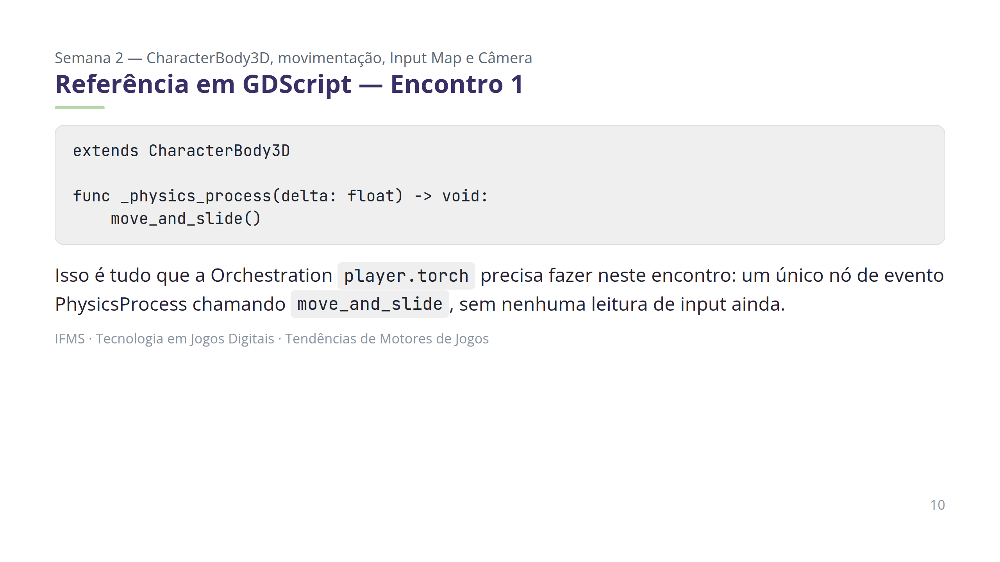 Semana 2 — CharacterBody3D, movimentação, Input Map e Câmera
Referência em GDScript — Encontro 1
extends CharacterBody3D
func _physics_process(delta: float) -> void:
    move_and_slide()
Isso é tudo que a Orchestration player.torch precisa fazer neste encontro: um único nó de evento
PhysicsProcess chamando move_and_slide, sem nenhuma leitura de input ainda.
IFMS · Tecnologia em Jogos Digitais · Tendências de Motores de Jogos
10